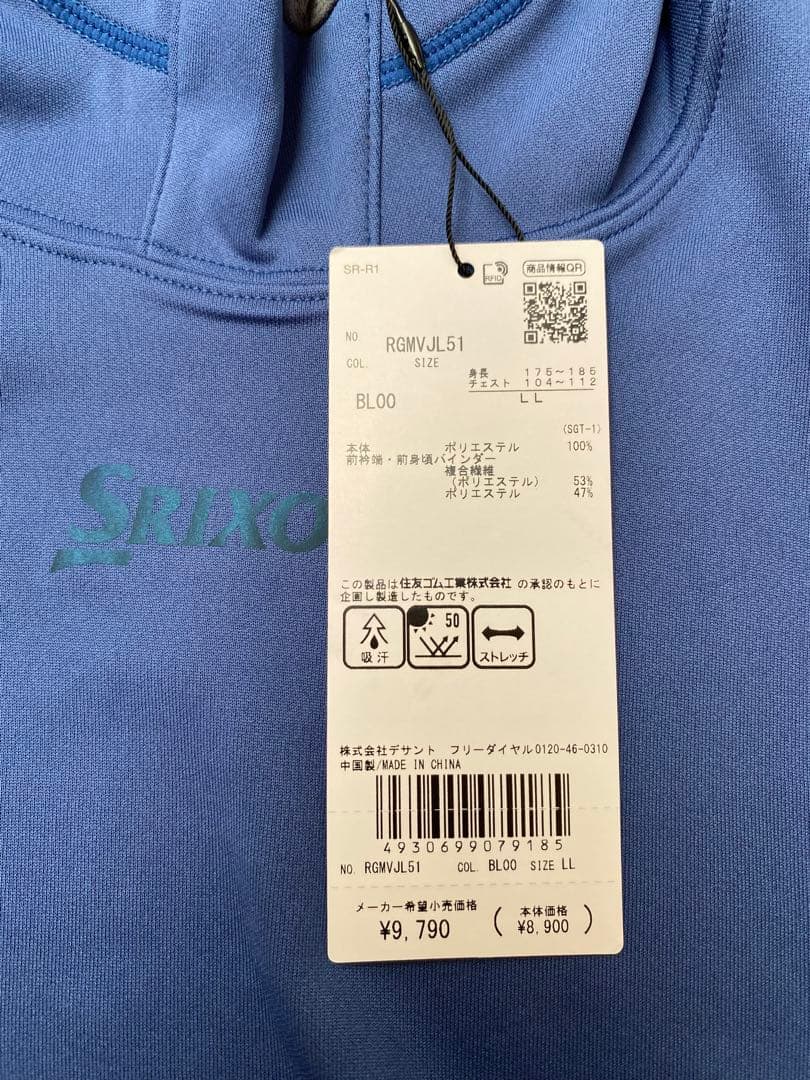 SR-R1
RFID
商品情報QR
NO. RGMVJL51
COL. SIZE
身長 175~185
チェスト 104~112
BL00 LL
(SGT-1)
本体 ポリエステル 100%
前衿端・前身頃バインダー
複合繊維
(ポリエステル) 53%
ポリエステル 47%
SRIXO
この製品は住友ゴム工業株式会社 の承認のもとに
企画し製造したものです。
50
吸汗
ストレッチ
株式会社デサント フリーダイヤル0120-46-0310
中国製/MADE IN CHINA
4930699079185
NO. RGMVJL51 COL. BL00 SIZE LL
メーカー希望小売価格
¥9,790
(本体価格
¥8,900)